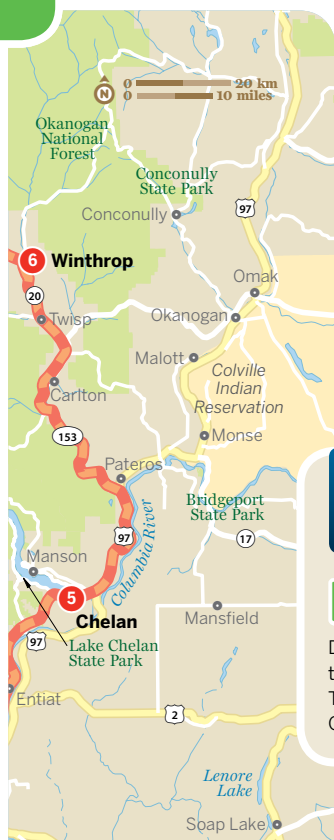 0 20 km
0 10 miles
N
Okanogan
National
Forest
Conconully
State Park
Conconully
97
6 Winthrop
20
Omak
Okanogan
Twisp
Malott
Colville
Indian
Reservation
Carlton
153
Monse
Pateros
Bridgeport
State Park
97
Columbia River
17
Manson
5
Chelan
Mansfield
97
Lake Chelan
State Park
Entiat
2
Lenore
Lake
Soap Lake
D
t
T